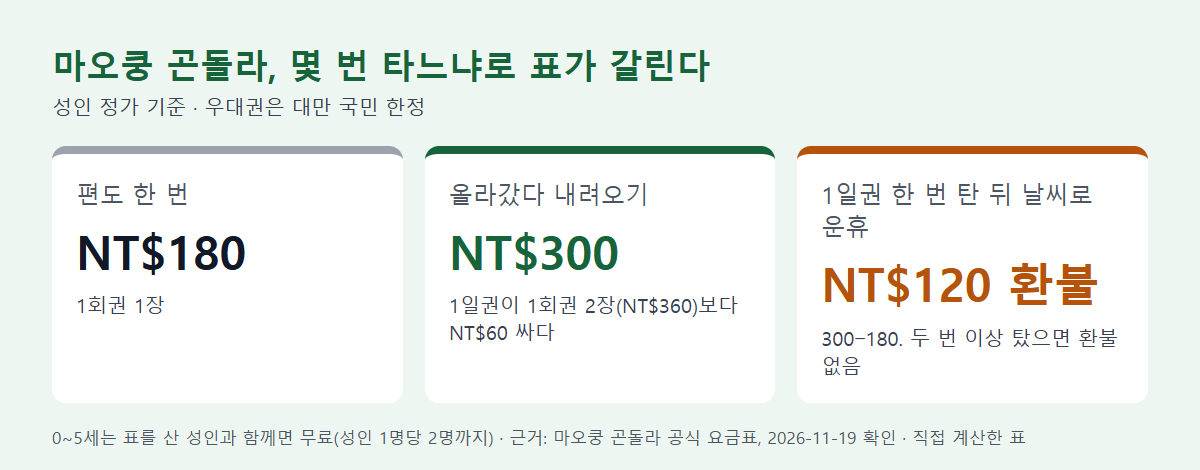 마오쿵 곤돌라, 몇 번 타느냐로 표가 갈린다
성인 정가 기준 · 우대권은 대만 국민 한정
편도 한 번
NT$180
1회권 1장
올라갔다 내려오기
NT$300
1일권이 1회권 2장(NT$360)보다
NT$60 싸다
1일권 한 번 탄 뒤 날씨로
운휴
NT$120 환불
300−180. 두 번 이상 탔으면 환불
없음
0~5세는 표를 산 성인과 함께면 무료(성인 1명당 2명까지) · 근거: 마오쿵 곤돌라 공식 요금표, 2026-11-19 확인 · 직접 계산한 표